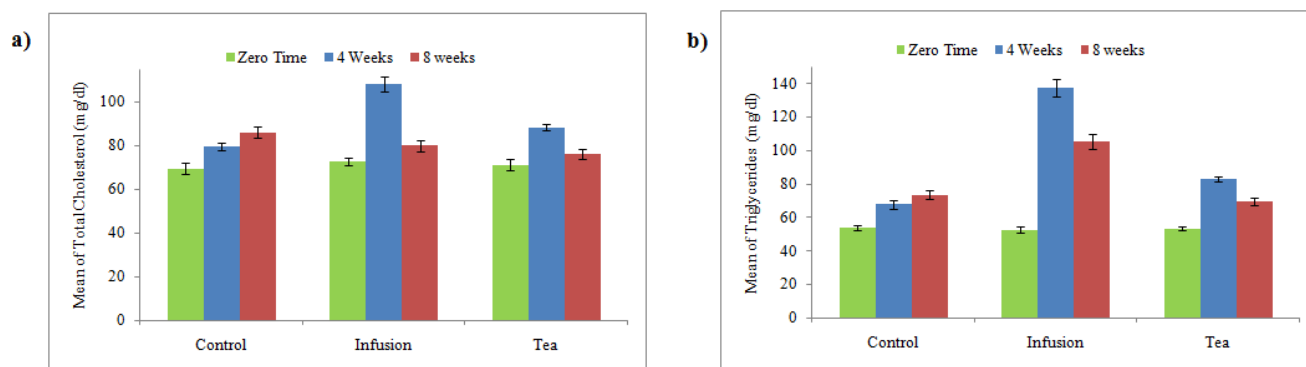 a)
Zero Time 4 Weeks 8 weeks
Mean of Total Cholesterol (mg/dl)
100
80
60
40
20
0
Control Infusion Tea
b)
Zero Time 4 Weeks 8 weeks
Mean of Triglycerides (mg/dl)
140
120
100
80
60
40
20
0
Control Infusion Tea